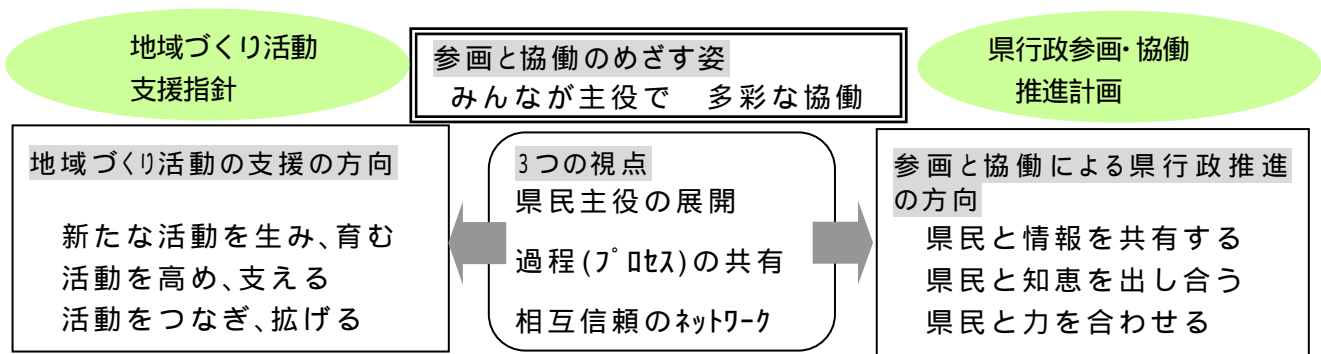 地域づくり活動
支援指針
参画と協働のめざす姿
みんなが主役で　多彩な協働
県行政参画・協働
推進計画
地域づくり活動の支援の方向
新たな活動を生み、育む
活動を高め、支える
活動をつなぎ、拡げる
3つの視点
県民主役の展開
過程(ﾌﾟﾛｾｽ)の共有
相互信頼のﾈｯﾄﾜｰｸ
参画と協働による県行政推進
の方向
県民と情報を共有する
県民と知恵を出し合う
県民と力を合わせる